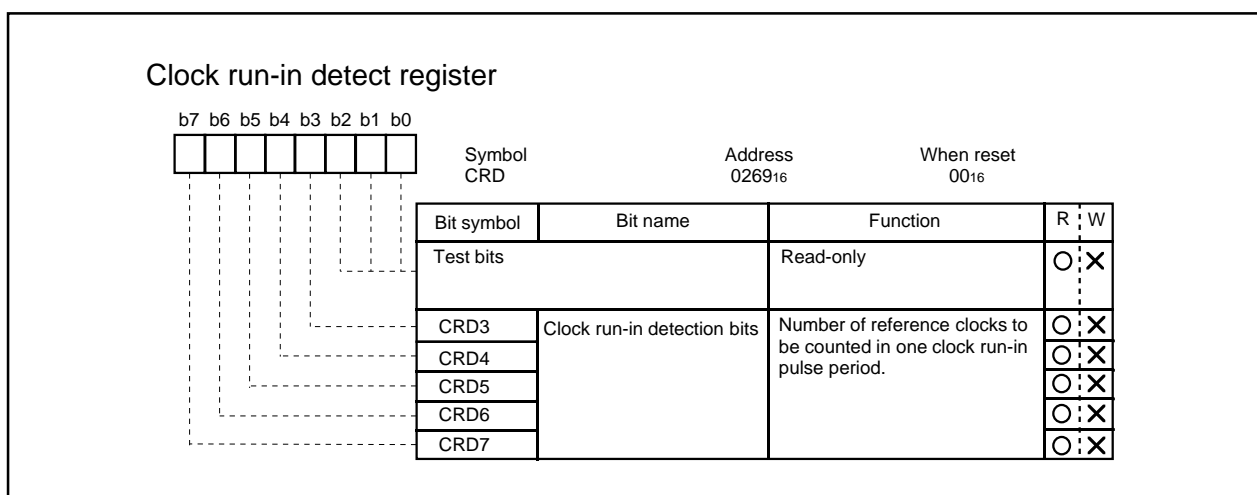 Clock run-in detect register
b7 b6 b5 b4 b3 b2 b1 b0
Symbol Address When reset
CRD 026916 0016
Bit symbol Bit name Function R W
Test bits Read-only O X
CRD3 Clock run-in detection bits Number of reference clocks to O X
be counted in one clock run-in
CRD4 O X
pulse period.
CRD5 O X
CRD6 O X
CRD7 O X